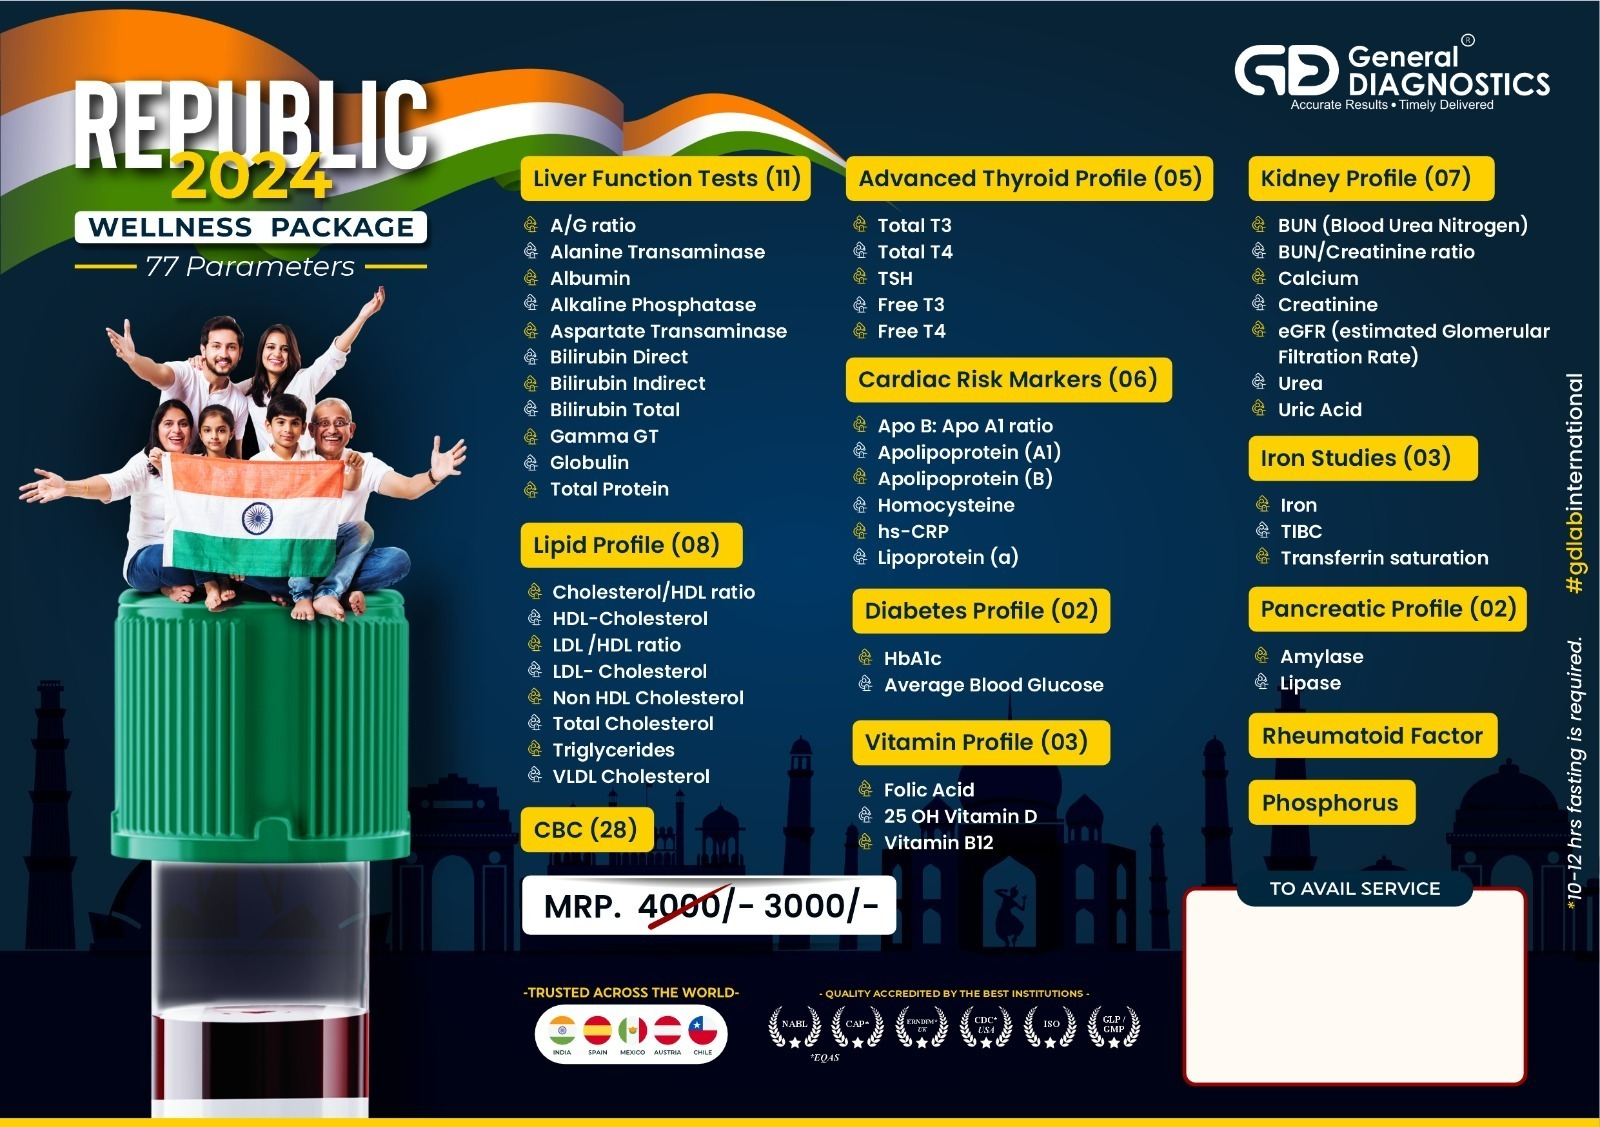 REPUBLIC
2024
WELLNESS PACKAGE
77 Parameters
General ®
DIAGNOSTICS
Accurate Results • Timely Delivered
Liver Function Tests (11)
A/G ratio
Alanine Transaminase
Albumin
Alkaline Phosphatase
Aspartate Transaminase
Bilirubin Direct
Bilirubin Indirect
Bilirubin Total
Gamma GT
Globulin
Total Protein
Lipid Profile (08)
Cholesterol/HDL ratio
HDL-Cholesterol
LDL /HDL ratio
LDL- Cholesterol
Non HDL Cholesterol
Total Cholesterol
Triglycerides
VLDL Cholesterol
CBC (28)
Advanced Thyroid Profile (05)
Total T3
Total T4
TSH
Free T3
Free T4
Cardiac Risk Markers (06)
Apo B: Apo A1 ratio
Apolipoprotein (A1)
Apolipoprotein (B)
Homocysteine
hs-CRP
Lipoprotein (a)
Diabetes Profile (02)
HbA1c
Average Blood Glucose
Vitamin Profile (03)
Folic Acid
25 OH Vitamin D
Vitamin B12
Kidney Profile (07)
BUN (Blood Urea Nitrogen)
BUN/Creatinine ratio
Calcium
Creatinine
eGFR (estimated Glomerular
Filtration Rate)
Urea
Uric Acid
Iron Studies (03)
Iron
TIBC
Transferrin saturation
Pancreatic Profile (02)
Amylase
Lipase
Rheumatoid Factor
Phosphorus
#gdlabinternational
*10-12 hrs fasting is required.
MRP. 4000/- 3000/-
TO AVAIL SERVICE
-TRUSTED ACROSS THE WORLD-
INDIA SPAIN MEXICO AUSTRIA CHILE
- QUALITY ACCREDITED BY THE BEST INSTITUTIONS -
NABL
CAP*
ERNDIM*
UK
CDC*
USA
ISO
GLP /
GMP
*EQAS